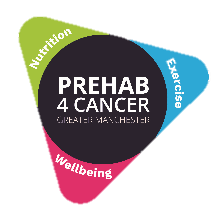 Nutrition
Exercise
PREHAB
4 CANCER
GREATER MANCHESTER
Wellbeing